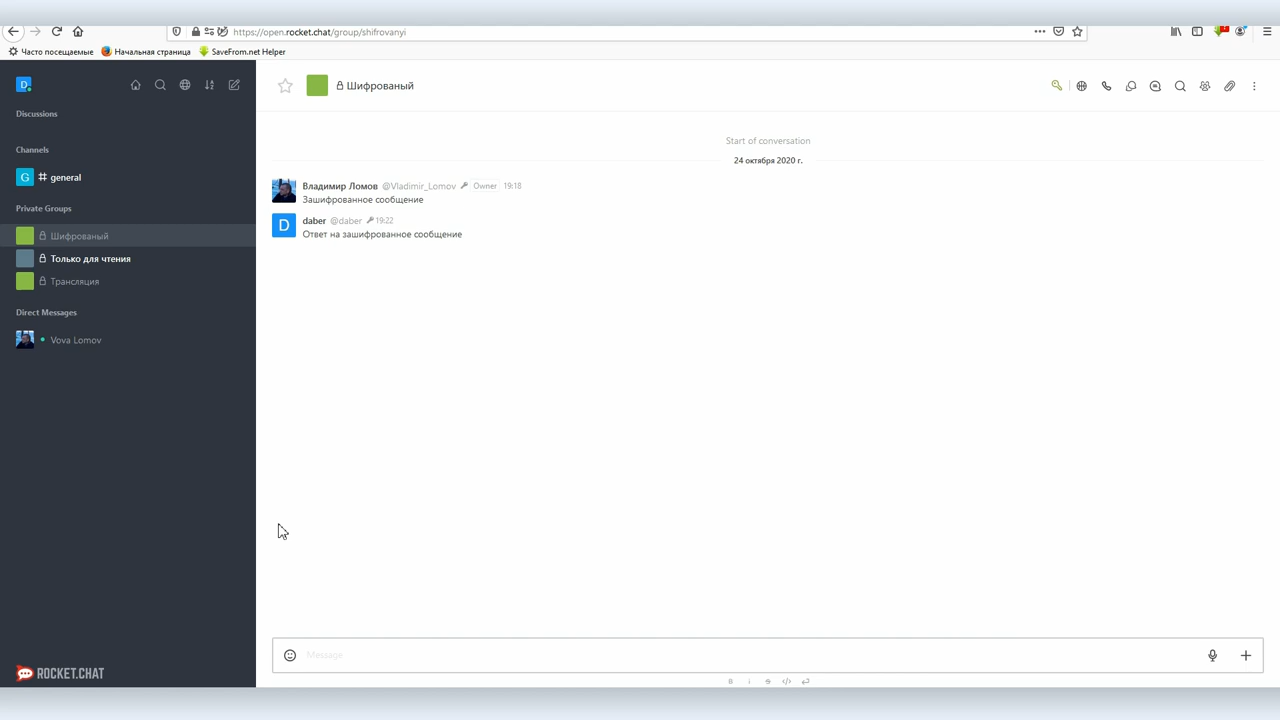 https://open.rocket.chat/group/shifrovanyi
Часто посещаемые Начальная страница SaveFrom.net Helper
D
Discussions
Channels
G # general
Private Groups
Шифрованый
Только для чтения
Трансляция
Direct Messages
Vova Lomov
ROCKET.CHAT
Шифрованый
Start of conversation
24 октября 2020 г.
Владимир Ломов @Vladimir_Lomov Owner 19:18
Зашифрованное сообщение
D daber @daber 19:22
Ответ на зашифрованное сообщение
Message
B i S </>